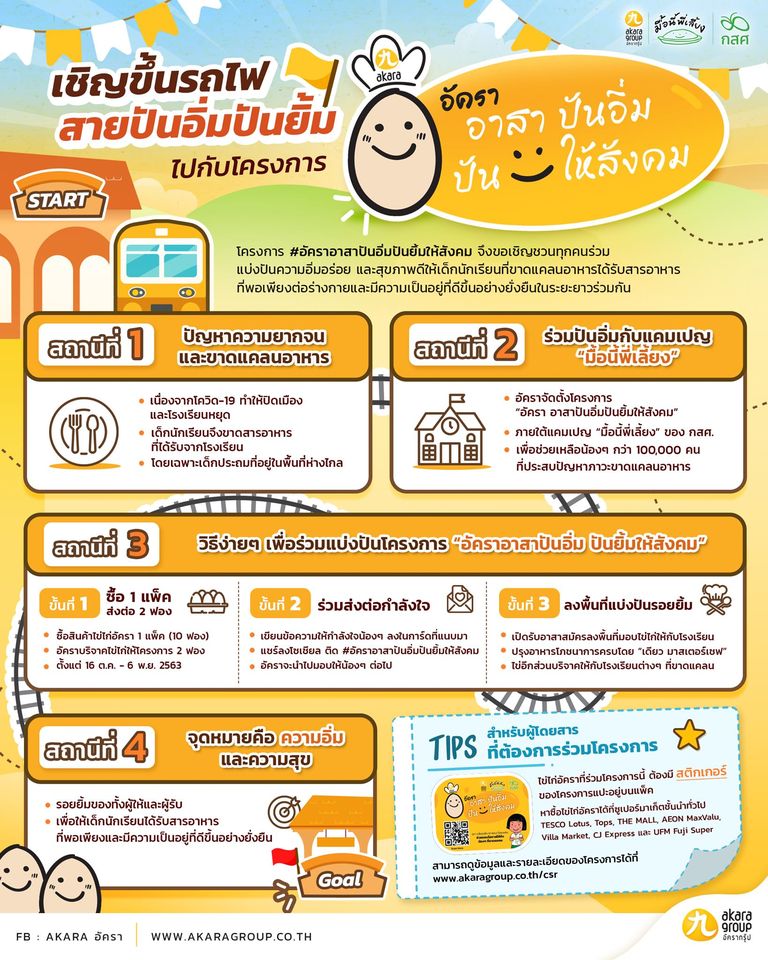 akara group อัครากรุ๊ป
มื้อนี้พี่เลี้ยง
กสศ
akara
เชิญขึ้นรถไฟ
สายปันอิ่มปันยิ้ม
ไปกับโครงการ
อัครา
อาสา ปันอิ่ม
ปัน ให้สังคม
START
โครงการ #อัคราอาสาปันอิ่มปันยิ้มให้สังคม จึงขอเชิญชวนทุกคนร่วม
แบ่งปันความอิ่มอร่อย และสุขภาพดีให้เด็กนักเรียนที่ขาดแคลนอาหารได้รับสารอาหาร
ที่พอเพียงต่อร่างกายและมีความเป็นอยู่ที่ดีขึ้นอย่างยั่งยืนในระยะยาวร่วมกัน
สถานีที่ 1
ปัญหาความยากจน
และขาดแคลนอาหาร
• เนื่องจากโควิด-19 ทำให้ปิดเมือง
และโรงเรียนหยุด
• เด็กนักเรียนจึงขาดสารอาหาร
ที่ได้รับจากโรงเรียน
• โดยเฉพาะเด็กประถมที่อยู่ในพื้นที่ห่างไกล
สถานีที่ 2
ร่วมปันอิ่มกับแคมเปญ
“มื้อนี้พี่เลี้ยง”
• อัคราจัดตั้งโครงการ
“อัครา อาสาปันอิ่มปันยิ้มให้สังคม”
• ภายใต้แคมเปญ “มื้อนี้พี่เลี้ยง” ของ กสศ.
• เพื่อช่วยเหลือน้องๆ กว่า 100,000 คน
ที่ประสบปัญหาภาวะขาดแคลนอาหาร
สถานีที่ 3
วิธีง่ายๆ เพื่อร่วมแบ่งปันโครงการ “อัคราอาสาปันอิ่ม ปันยิ้มให้สังคม”
ขั้นที่ 1
ซื้อ 1 แพ็ค
ส่งต่อ 2 ฟอง
• ซื้อสินค้าไข่ไก่อัครา 1 แพ็ค (10 ฟอง)
• อัคราบริจาคไข่ไก่ให้โครงการ 2 ฟอง
• ตั้งแต่ 16 ต.ค. - 6 พ.ย. 2563
ขั้นที่ 2
ร่วมส่งต่อกำลังใจ
• เขียนข้อความให้กำลังใจน้องๆ ลงในการ์ดที่แนบมา
• แชร์ลงโซเชียล ติด #อัคราอาสาปันอิ่มปันยิ้มให้สังคม
• อัคราจะนำไปมอบให้น้องๆ ต่อไป
ขั้นที่ 3
ลงพื้นที่แบ่งปันรอยยิ้ม
• เปิดรับอาสาสมัครลงพื้นที่มอบไข่ไก่ให้กับโรงเรียน
• ปรุงอาหารโภชนาการครบโดย “เดียว มาสเตอร์เชฟ”
• ไข่อีกส่วนบริจาคให้กับโรงเรียนต่างๆ ที่ขาดแคลน
สถานีที่ 4
จุดหมายคือ ความอิ่ม
และความสุข
• รอยยิ้มของทั้งผู้ให้และผู้รับ
• เพื่อให้เด็กนักเรียนได้รับสารอาหาร
ที่พอเพียงและมีความเป็นอยู่ที่ดีขึ้นอย่างยั่งยืน
Goal
TIPS
สำหรับผู้โดยสาร
ที่ต้องการร่วมโครงการ
อัครา
อาสา ปันอิ่ม
ปัน ให้สังคม
ไข่ไก่อัคราที่ร่วมโครงการนี้ ต้องมี สติกเกอร์
ของโครงการแปะอยู่บนแพ็ค
หาซื้อไข่ไก่อัคราได้ที่ซูเปอร์มาเก็ตชั้นนำทั่วไป
TESCO Lotus, Tops, THE MALL, AEON MaxValu,
Villa Market, CJ Express และ UFM Fuji Super
สามารถดูข้อมูลและรายละเอียดของโครงการได้ที่
www.akaragroup.co.th/csr
FB : AKARA อัครา
WWW.AKARAGROUP.CO.TH
akara
group
อัครากรุ๊ป